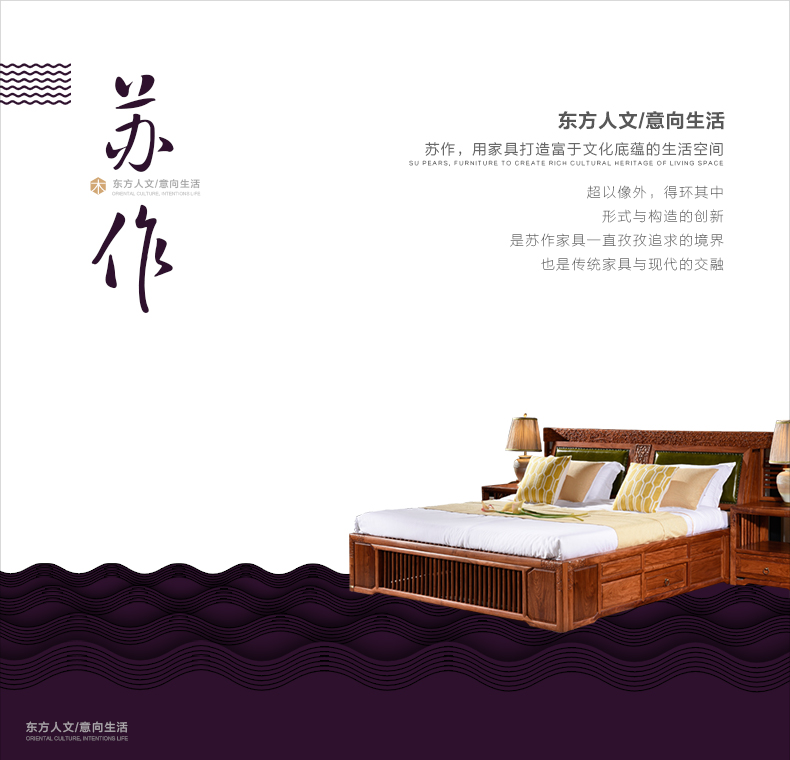 苏作
木
东方人文/意向生活
ORIENTAL CULTURE, INTENTIONS LIFE
东方人文/意向生活
苏作，用家具打造富于文化底蕴的生活空间
SU PEARS, FURNITURE TO CREATE RICH CULTURAL HERITAGE OF LIVING SPACE
超以像外，得环其中
形式与构造的创新
是苏作家具一直孜孜追求的境界
也是传统家具与现代的交融
东方人文/意向生活
ORIENTAL CULTURE, INTENTIONS LIFE